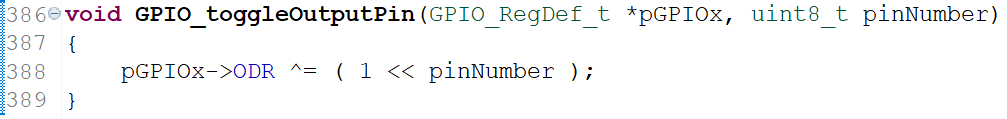 386 void GPIO_toggleOutputPin(GPIO_RegDef_t *pGPIOx, uint8_t pinNumber)
387 {
388     pGPIOx->ODR ^= ( 1 << pinNumber );
389 }